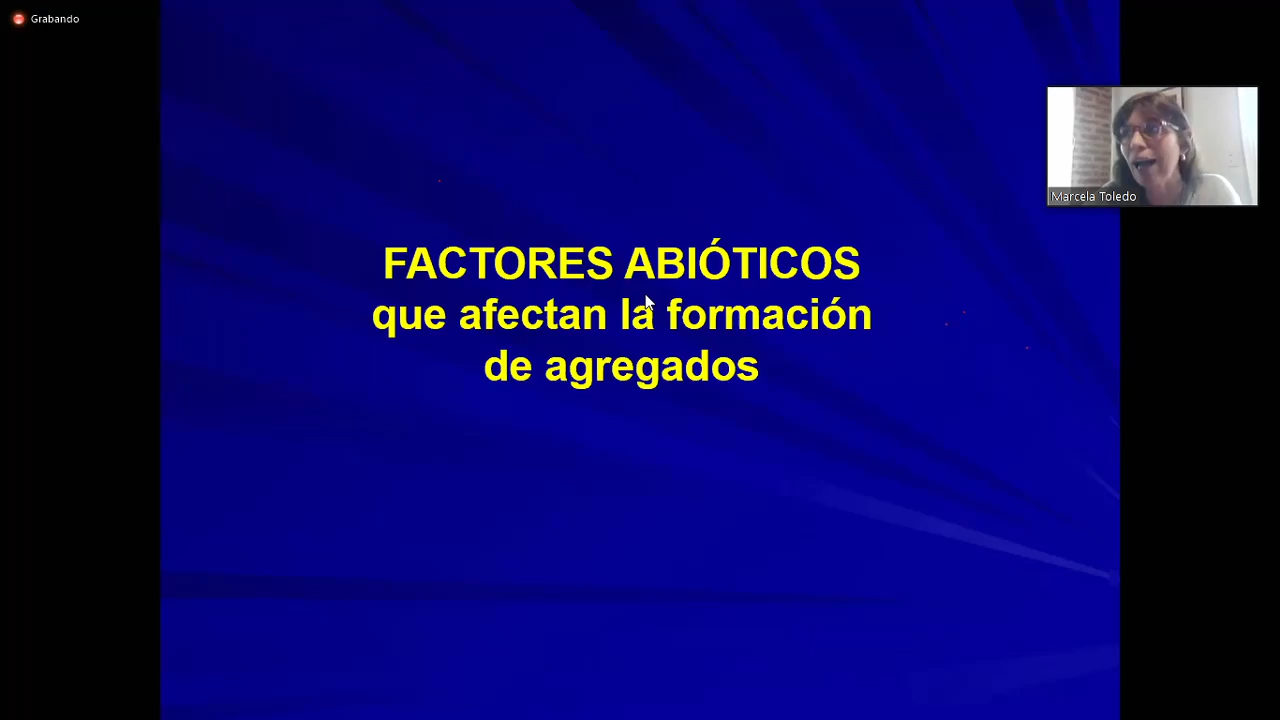 Grabando
FACTORES ABIÓTICOS
que afectan la formación
de agregados
Marcela Toledo